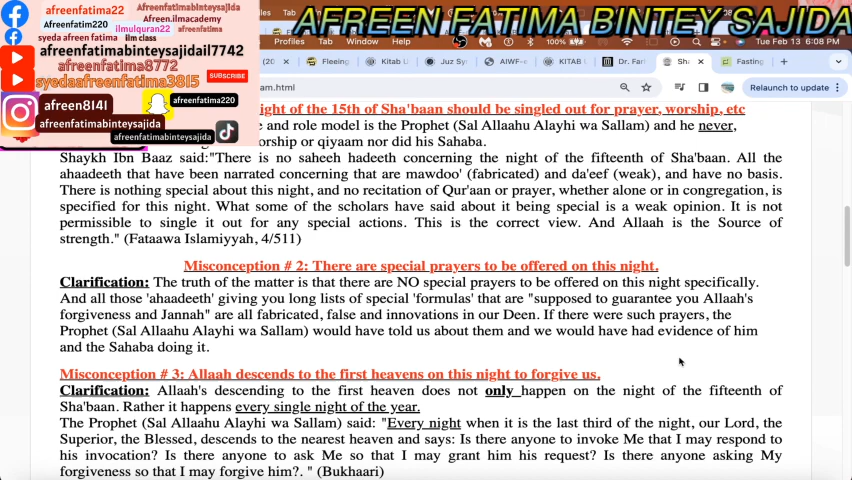 afreenfatima22
Afreenfatimabinteysajida
Afreen.ilmacademy
afreenfatima220
ilmulquran22
afreenfatimabinteysajida
syeda afreen fatima
ilm class
afreenfatimabinteysajidail7742
afreenfatima8772
syedaafreenfatima3815
SUBSCRIBE
afreen8141
afreenfatima220
afreenfatimabinteysajida
afreenfatimabinteysajida
AFREEN FATIMA BINTEY SAJIDA
Profiles Tab Window Help
100%
Tue Feb 13 6:08 PM
Fleeing
Kitab U
Juz Sy
AIWF-e
KITAB
Dr. Far
Sha
Fasting
am.html
Relaunch to update
ight of the 15th of Sha'baan should be singled out for prayer, worship, etc
e and role model is the Prophet (Sal Allaahu Alayhi wa Sallam) and he never,
orship or qiyaam nor did his Sahaba.
Shaykh Ibn Baaz said:"There is no saheeh hadeeth concerning the night of the fifteenth of Sha'baan. All the
ahaadeeth that have been narrated concerning that are mawdoo' (fabricated) and da'eef (weak), and have no basis.
There is nothing special about this night, and no recitation of Qur'aan or prayer, whether alone or in congregation, is
specified for this night. What some of the scholars have said about it being special is a weak opinion. It is not
permissible to single it out for any special actions. This is the correct view. And Allaah is the Source of
strength." (Fataawa Islamiyyah, 4/511)
Misconception # 2: There are special prayers to be offered on this night.
Clarification: The truth of the matter is that there are NO special prayers to be offered on this night specifically.
And all those 'ahaadeeth' giving you long lists of special 'formulas' that are "supposed to guarantee you Allaah's
forgiveness and Jannah" are all fabricated, false and innovations in our Deen. If there were such prayers, the
Prophet (Sal Allaahu Alayhi wa Sallam) would have told us about them and we would have had evidence of him
and the Sahaba doing it.
Misconception # 3: Allaah descends to the first heavens on this night to forgive us.
Clarification: Allaah's descending to the first heaven does not only happen on the night of the fifteenth of
Sha'baan. Rather it happens every single night of the year.
The Prophet (Sal Allaahu Alayhi wa Sallam) said: "Every night when it is the last third of the night, our Lord, the
Superior, the Blessed, descends to the nearest heaven and says: Is there anyone to invoke Me that I may respond to
his invocation? Is there anyone to ask Me so that I may grant him his request? Is there anyone asking My
forgiveness so that I may forgive him?. " (Bukhaari)